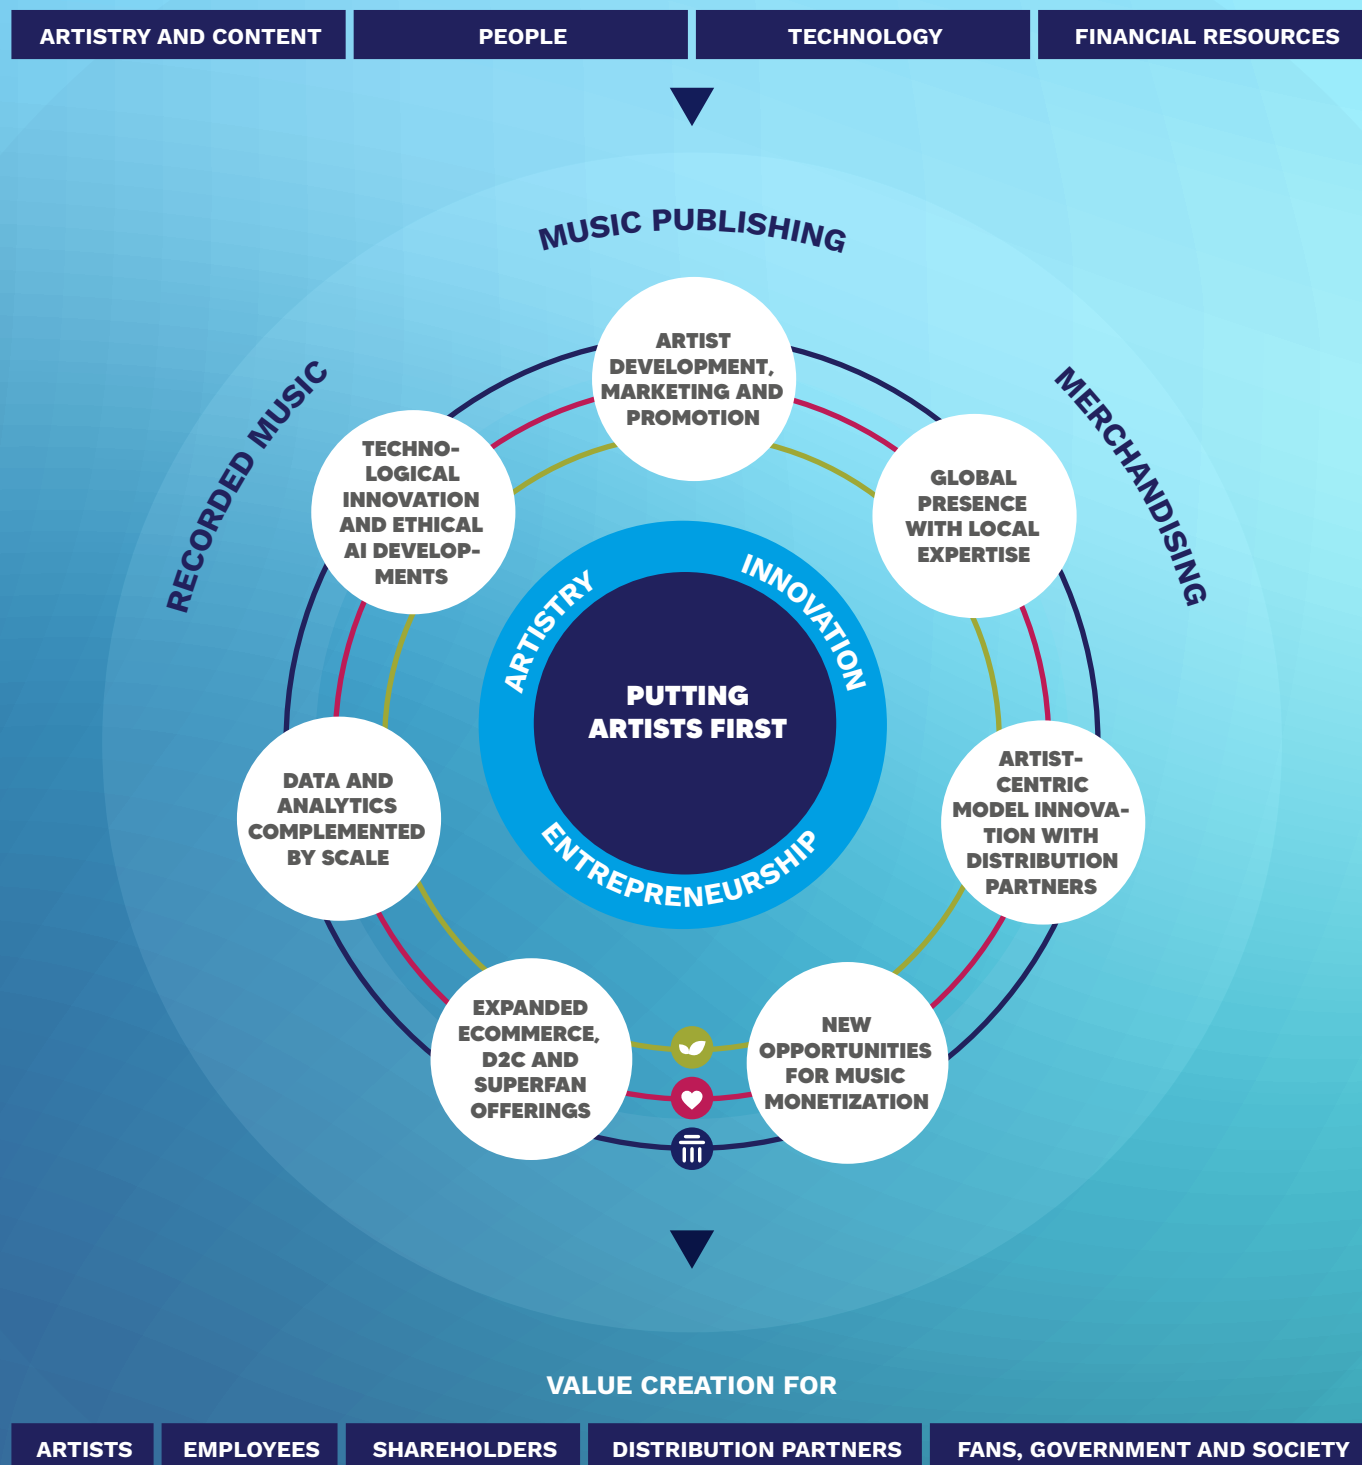 ARTISTRY AND CONTENT
PEOPLE
TECHNOLOGY
FINANCIAL RESOURCES
MUSIC PUBLISHING
RECORDED MUSIC
MERCHANDISING
ARTIST
DEVELOPMENT,
MARKETING AND
PROMOTION
TECHNO-
LOGICAL
INNOVATION
AND ETHICAL
AI DEVELOP-
MENTS
GLOBAL
PRESENCE
WITH LOCAL
EXPERTISE
ARTISTRY
INNOVATION
ENTREPRENEURSHIP
PUTTING
ARTISTS FIRST
DATA AND
ANALYTICS
COMPLEMENTED
BY SCALE
ARTIST-
CENTRIC
MODEL INNOVA-
TION WITH
DISTRIBUTION
PARTNERS
EXPANDED
ECOMMERCE,
D2C AND
SUPERFAN
OFFERINGS
NEW
OPPORTUNITIES
FOR MUSIC
MONETIZATION
VALUE CREATION FOR
ARTISTS
EMPLOYEES
SHAREHOLDERS
DISTRIBUTION PARTNERS
FANS, GOVERNMENT AND SOCIETY